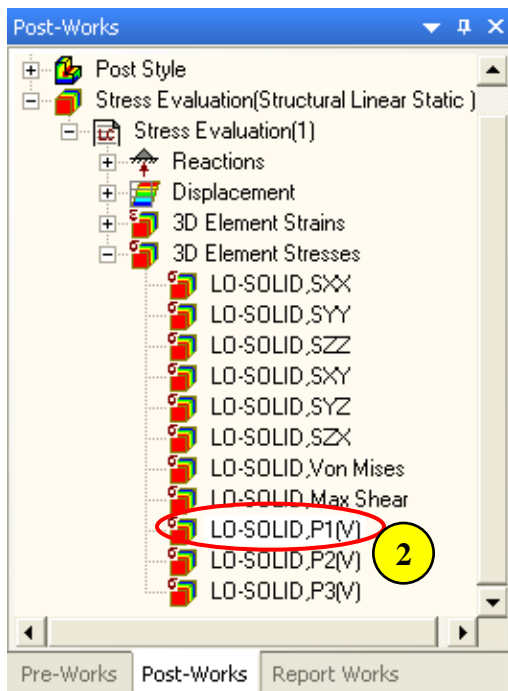 Post-Works
Post Style
Stress Evaluation(Structural Linear Static )
Stress Evaluation(1)
Reactions
Displacement
3D Element Strains
3D Element Stresses
LO-SOLID,SXX
LO-SOLID,SYY
LO-SOLID,SZZ
LO-SOLID,SXY
LO-SOLID,SYZ
LO-SOLID,SZX
LO-SOLID,Von Mises
LO-SOLID,Max Shear
LO-SOLID,P1(V)
2
LO-SOLID,P2(V)
LO-SOLID,P3(V)
Pre-Works Post-Works Report Works